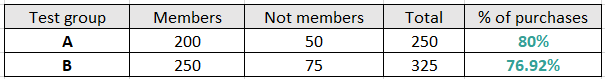 Test group Members Not members Total % of purchases
A 200 50 250 80%
B 250 75 325 76.92%